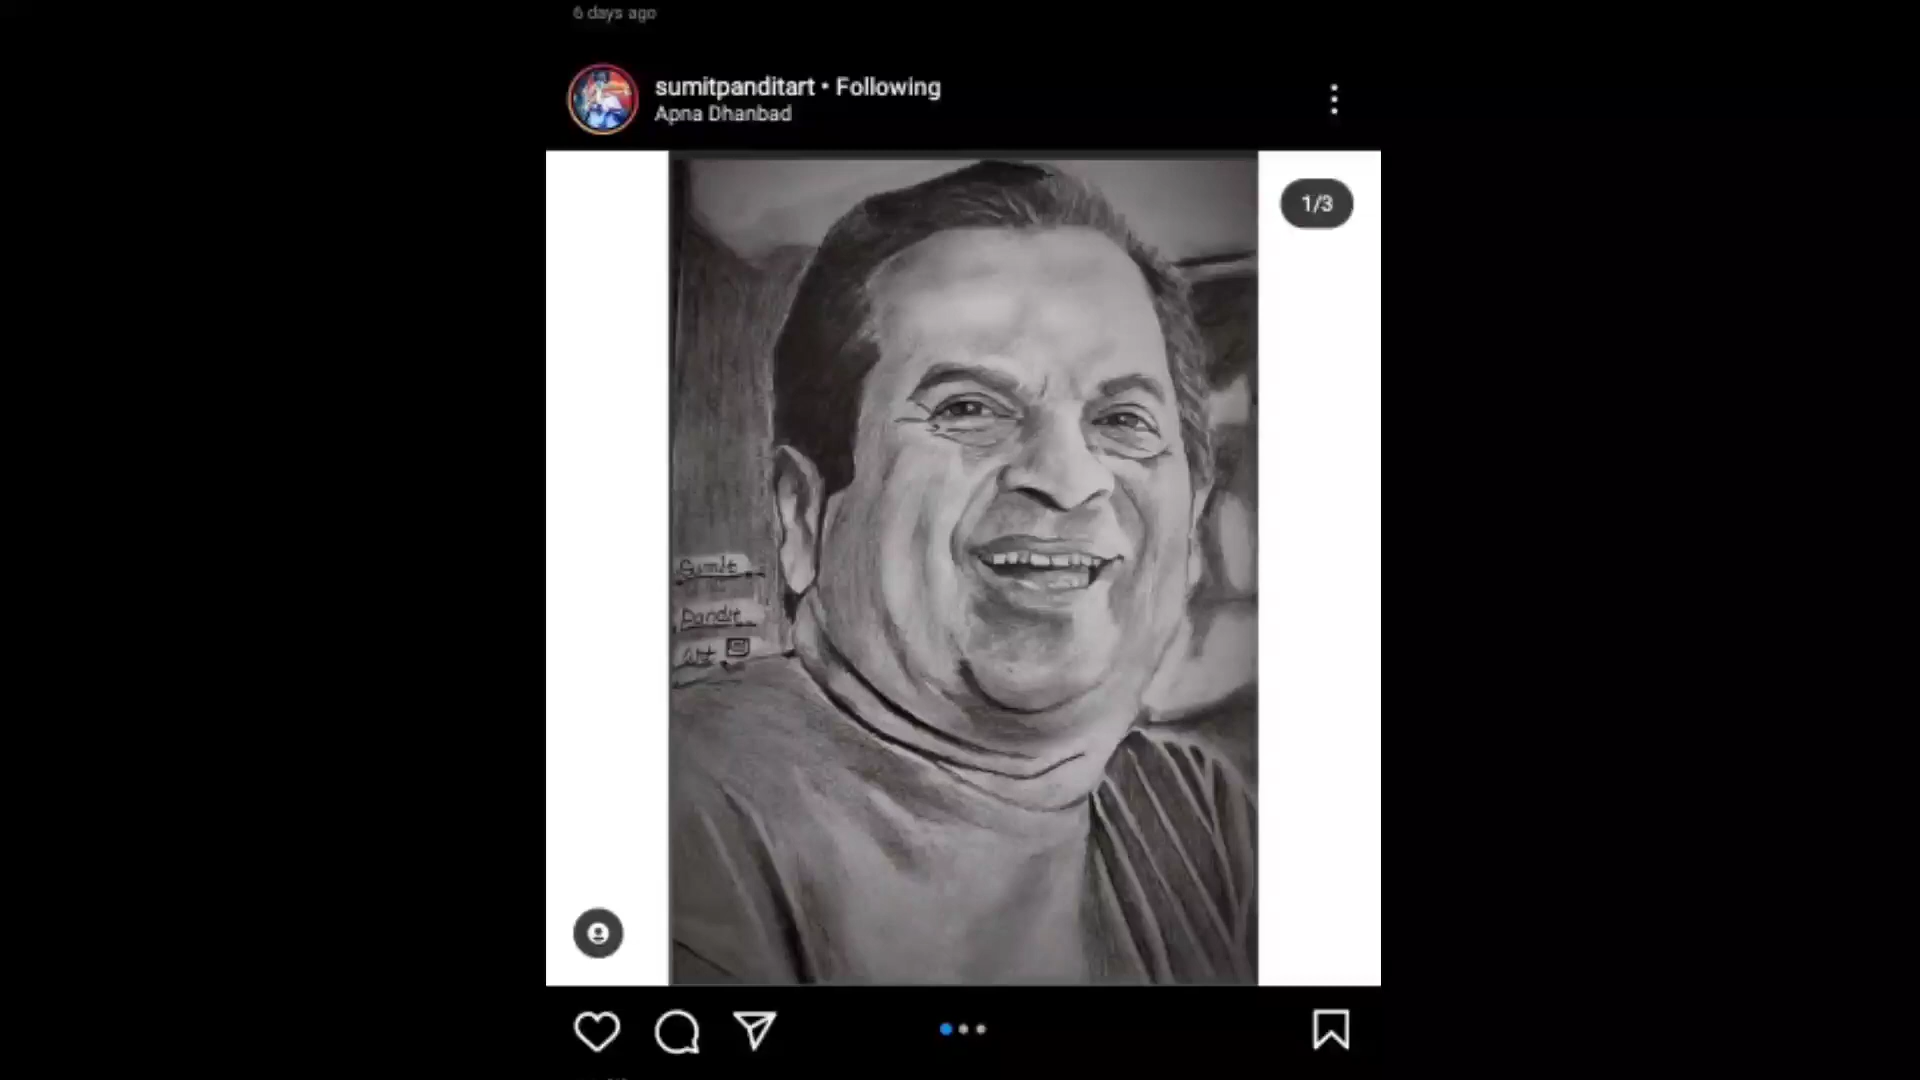 6 days ago
sumitpanditart • Following
Apna Dhanbad
1/3
Sumit
Pandit
Art